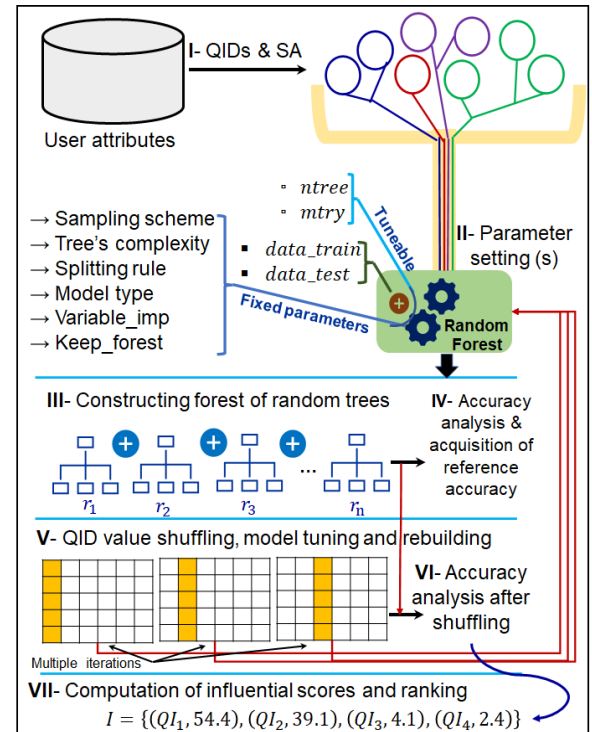 I- QIDs & SA
User attributes
▫ ntree
▫ mtry
Tuneable
II- Parameter
setting (s)
→ Sampling scheme
→ Tree's complexity
→ Splitting rule
→ Model type
→ Variable_imp
→ Keep_forest
▪ data_train
▪ data_test
Fixed parameters
+
Random
Forest
III- Constructing forest of random trees
+ + +
...
r1 r2 r3 rn
IV- Accuracy
analysis &
acquisition of
reference
accuracy
V- QID value shuffling, model tuning and rebuilding
Multiple iterations
VI- Accuracy
analysis after
shuffling
VII- Computation of influential scores and ranking
I = {(QI₁, 54.4), (QI₂, 39.1), (QI₃, 4.1), (QI₄, 2.4)}